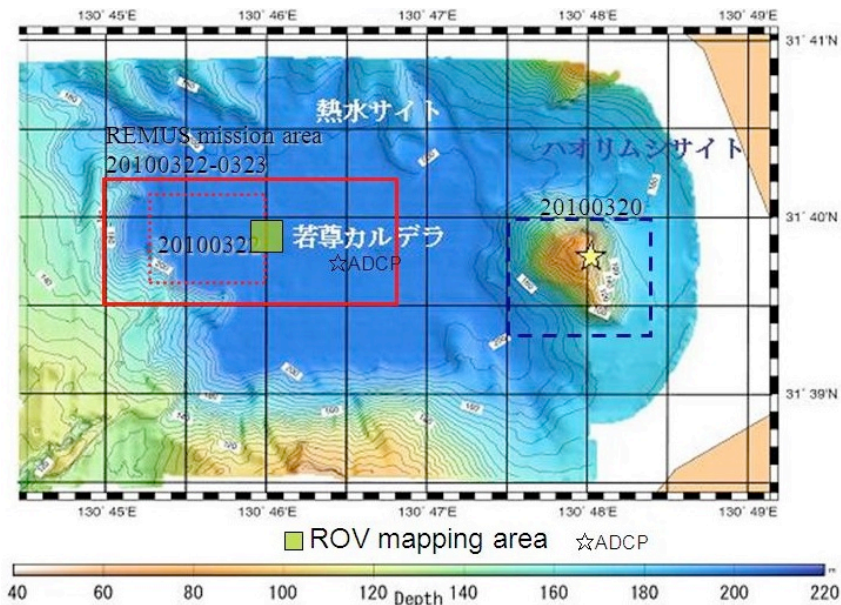 130° 45'E 130° 46'E 130° 47'E 130° 48'E 130° 49'E
31° 41'N
熱水サイト
REMUS mission area
20100322-0323
ハオリムシサイト
20100320
31° 40'N
20100322
若尊カルデラ
☆ADCP
31° 39'N
130° 45'E 130° 46'E 130° 47'E 130° 48'E 130° 49'E
ROV mapping area ☆ADCP
m
40 60 80 100 120 140 160 180 200 220
Depth